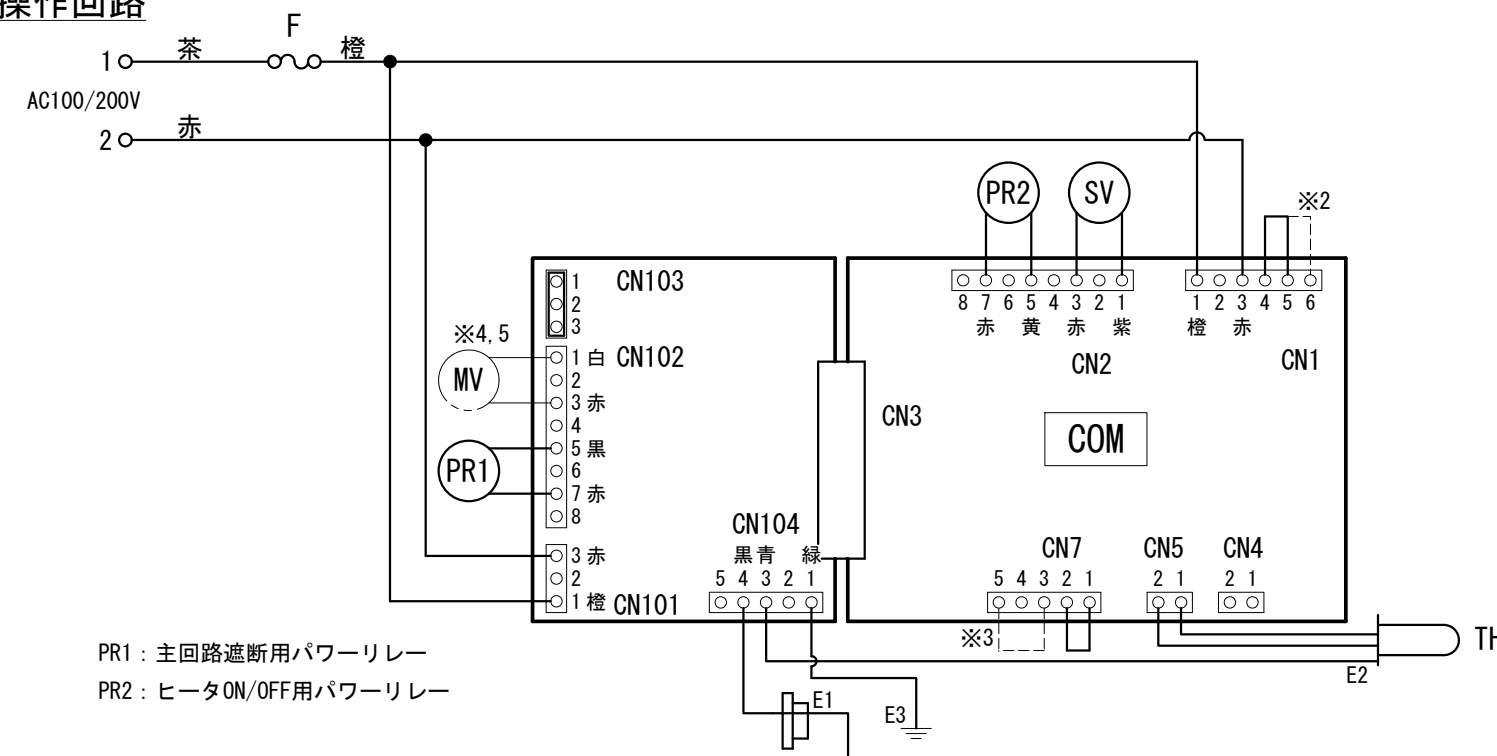 操作回路
F
1 茶 橙
AC100/200V
2 赤
PR2 SV ※2
CN103
1
2
3
8 7 6 5 4 3 2 1
赤 黄 赤 紫
1 2 3 4 5 6
橙 赤
CN2
CN1
※4,5
MV
CN102
1 白
2
3 赤
4
5 黒
6
7 赤
8
PR1
CN3
COM
3 赤
2
1 橙
CN101
CN104
黒 青 緑
5 4 3 2 1
CN7
5 4 3 2 1
CN5
2 1
CN4
2 1
※3
TH
E2
E1
E3
PR1：主回路遮断用パワーリレー
PR2：ヒータON/OFF用パワーリレー